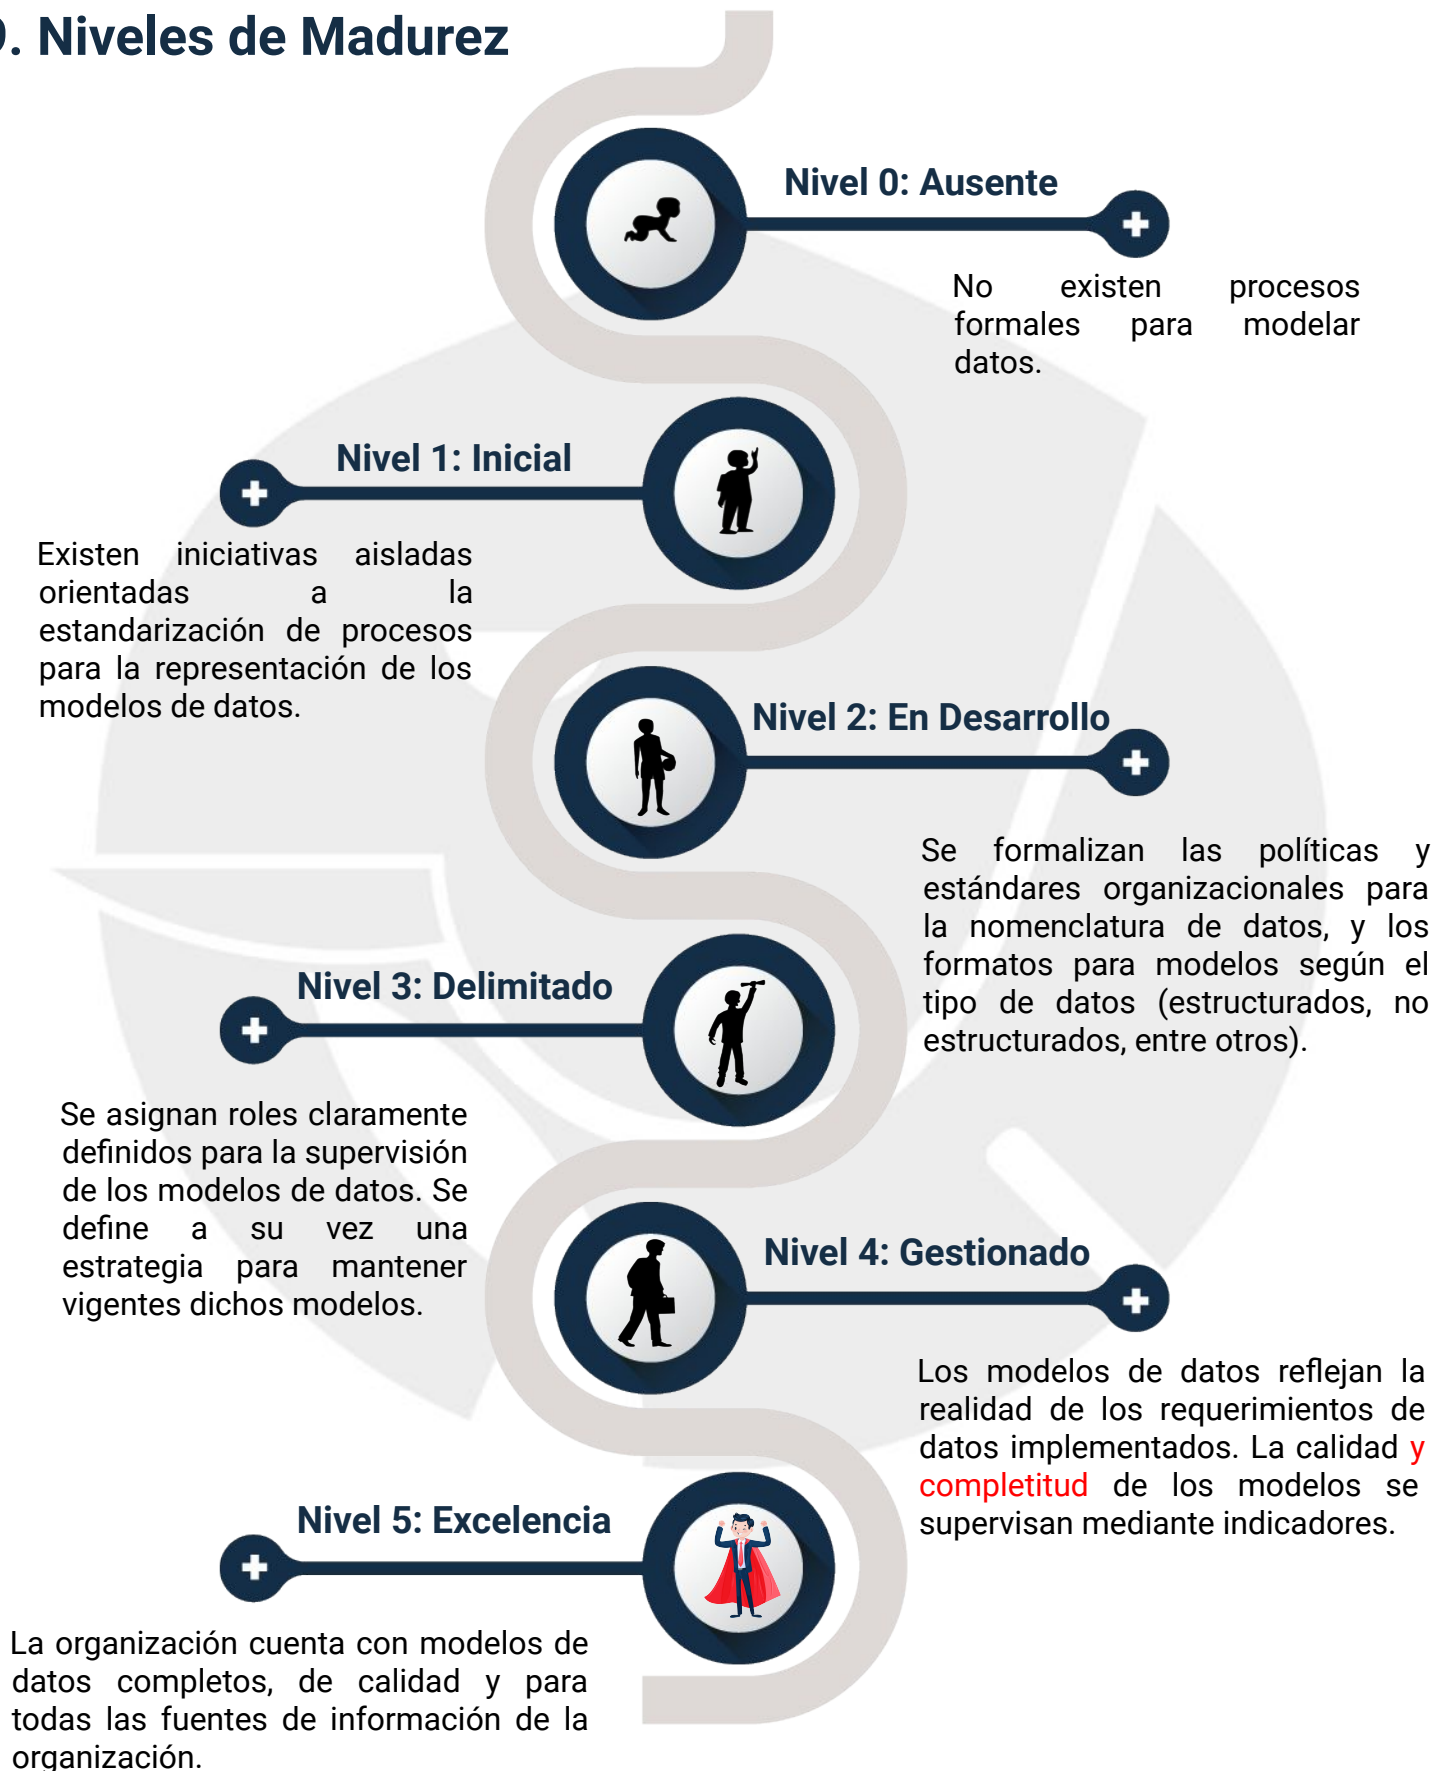 9. Niveles de Madurez
Nivel 0: Ausente
No existen procesos
formales para modelar
datos.
Nivel 1: Inicial
Existen iniciativas aisladas
orientadas a la
estandarización de procesos
para la representación de los
modelos de datos.
Nivel 2: En Desarrollo
Se formalizan las políticas y
estándares organizacionales para
la nomenclatura de datos, y los
formatos para modelos según el
tipo de datos (estructurados, no
estructurados, entre otros).
Nivel 3: Delimitado
Se asignan roles claramente
definidos para la supervisión
de los modelos de datos. Se
define a su vez una
estrategia para mantener
vigentes dichos modelos.
Nivel 4: Gestionado
Los modelos de datos reflejan la
realidad de los requerimientos de
datos implementados. La calidad y
completitud de los modelos se
supervisan mediante indicadores.
Nivel 5: Excelencia
La organización cuenta con modelos de
datos completos, de calidad y para
todas las fuentes de información de la
organización.